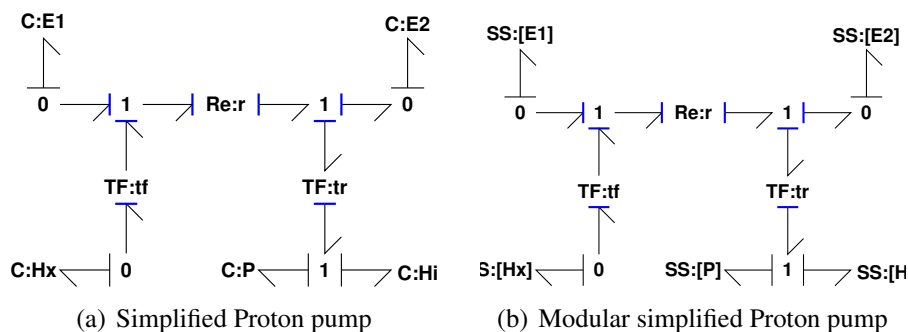 C:E1
C:E2
0
1
Re:r
1
0
TF:tf
TF:tr
C:Hx
0
C:P
1
C:Hi
(a) Simplified Proton pump
SS:[E1]
SS:[E2]
0
1
Re:r
1
0
TF:tf
TF:tr
S:[Hx]
0
SS:[P]
1
SS:[H
(b) Modular simplified Proton pump